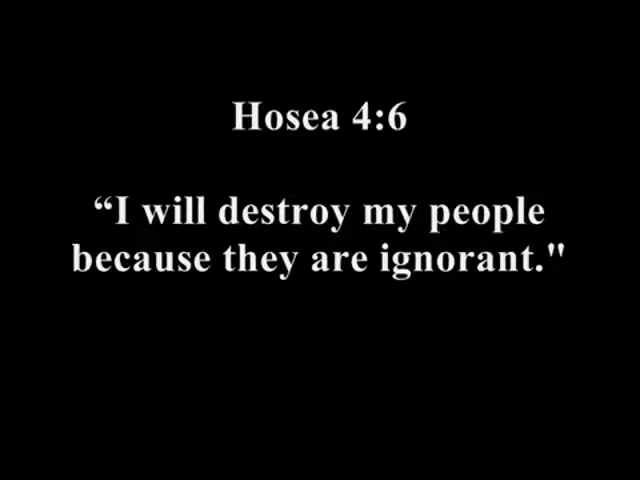 Hosea 4:6
“I will destroy my people
because they are ignorant."